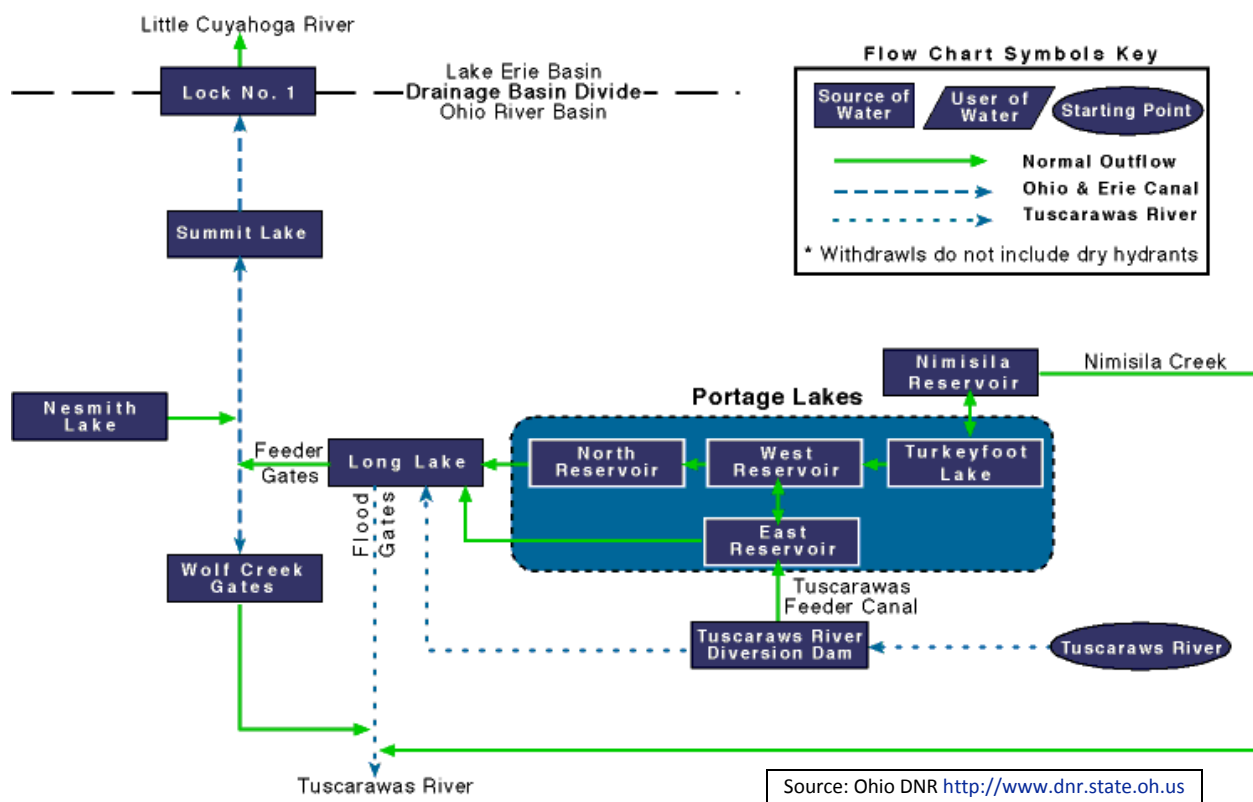 Little Cuyahoga River
Lock No. 1
Lake Erie Basin
Drainage Basin Divide
Ohio River Basin
Flow Chart Symbols Key
Source of
Water
User of
Water
Starting Point
Normal Outflow
Ohio & Erie Canal
Tuscarawas River
* Withdrawls do not include dry hydrants
Summit Lake
Nimisila
Reservoir
Nimisila Creek
Nesmith
Lake
Portage Lakes
Feeder
Gates
Long Lake
North
Reservoir
West
Reservoir
Turkeyfoot
Lake
Flood
Gates
East
Reservoir
Wolf Creek
Gates
Tuscarawas
Feeder Canal
Tuscaraws River
Diversion Dam
Tuscaraws River
Tuscarawas River
Source: Ohio DNR http://www.dnr.state.oh.us